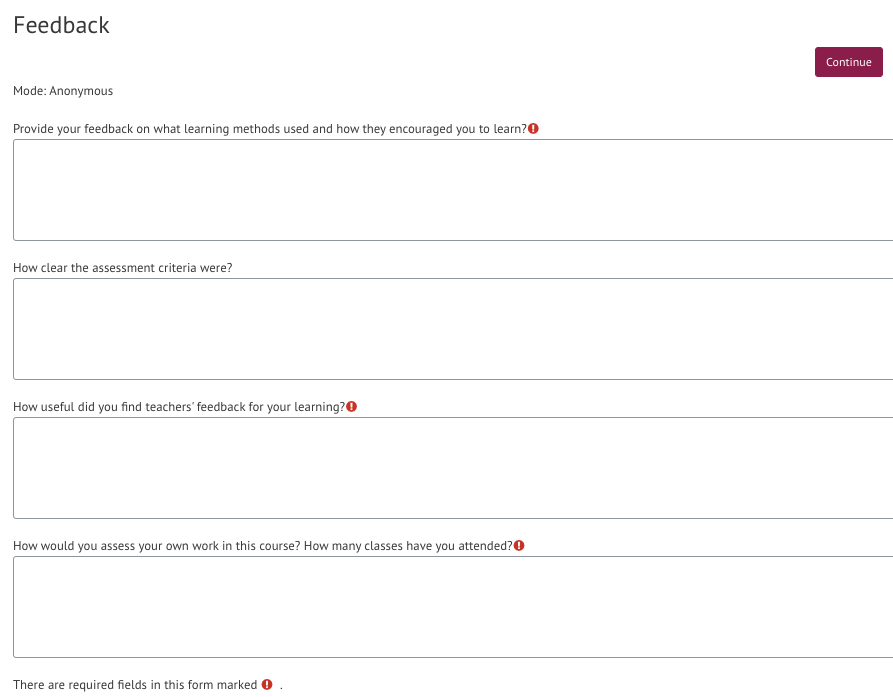 Feedback
Continue
Mode: Anonymous
Provide your feedback on what learning methods used and how they encouraged you to learn?
How clear the assessment criteria were?
How useful did you find teachers' feedback for your learning?
How would you assess your own work in this course? How many classes have you attended?
There are required fields in this form marked .